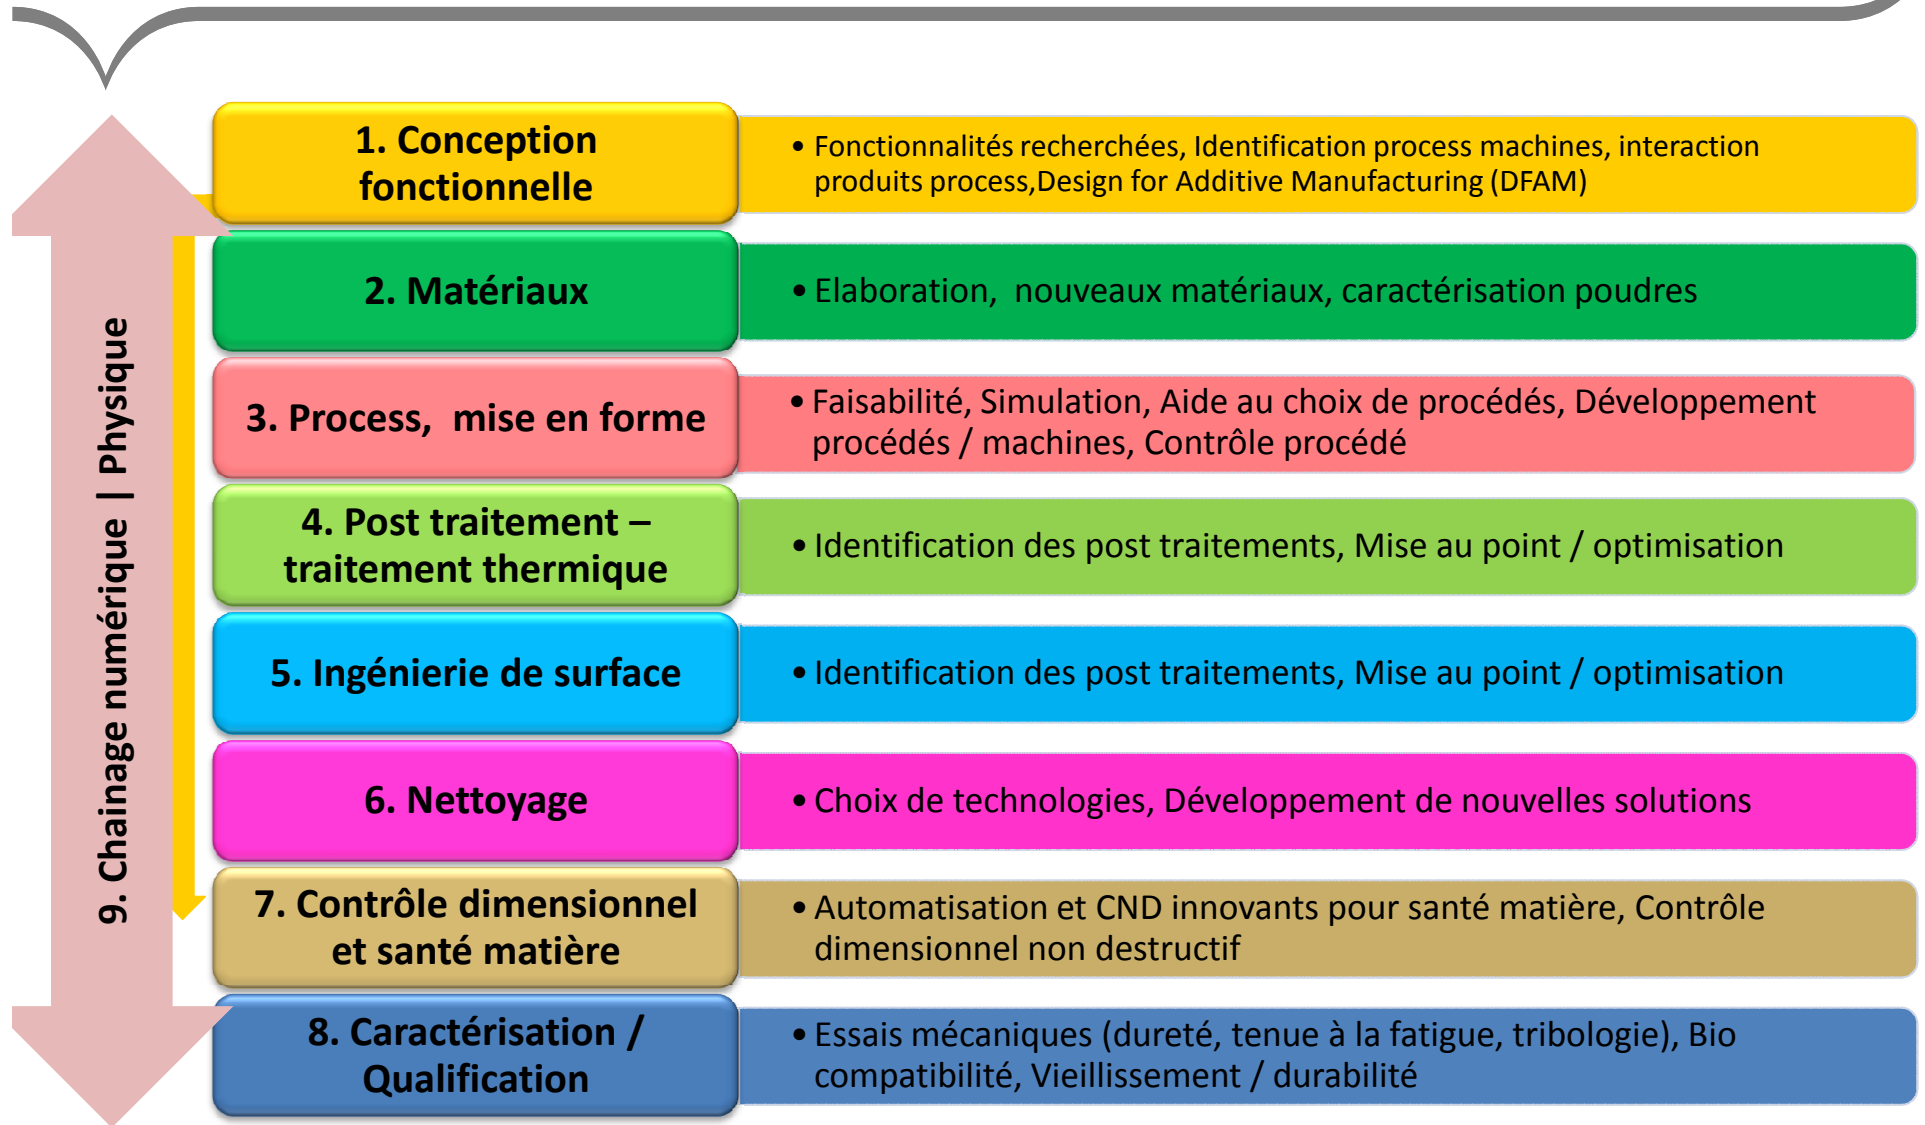 1. Conception
fonctionnelle
• Fonctionnalités recherchées, Identification process machines, interaction
produits process,Design for Additive Manufacturing (DFAM)
2. Matériaux
• Elaboration, nouveaux matériaux, caractérisation poudres
3. Process, mise en forme
• Faisabilité, Simulation, Aide au choix de procédés, Développement
procédés / machines, Contrôle procédé
4. Post traitement –
traitement thermique
• Identification des post traitements, Mise au point / optimisation
5. Ingénierie de surface
• Identification des post traitements, Mise au point / optimisation
6. Nettoyage
• Choix de technologies, Développement de nouvelles solutions
7. Contrôle dimensionnel
et santé matière
• Automatisation et CND innovants pour santé matière, Contrôle
dimensionnel non destructif
8. Caractérisation /
Qualification
• Essais mécaniques (dureté, tenue à la fatigue, tribologie), Bio
compatibilité, Vieillissement / durabilité
9. Chainage numérique | Physique